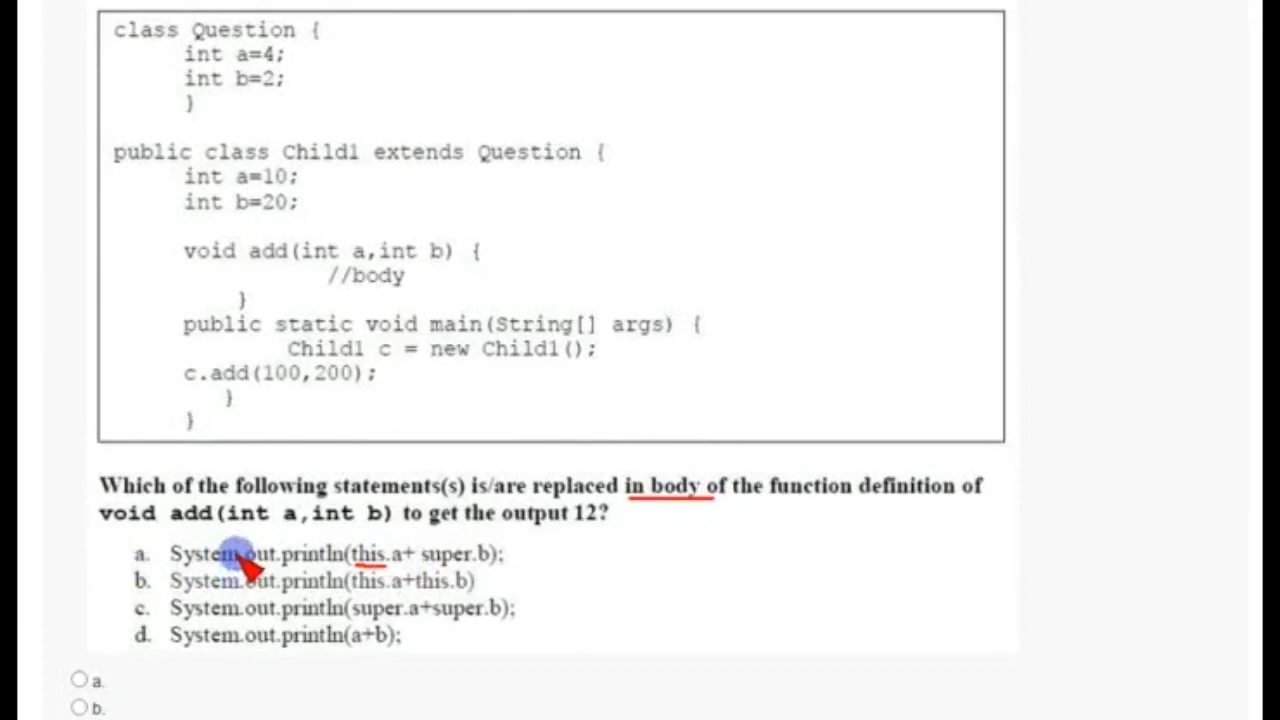 class Question {
int a=4;
int b=2;
}
public class Child1 extends Question {
int a=10;
int b=20;
void add(int a,int b) {
//body
}
public static void main(String[] args) {
Child1 c = new Child1();
c.add(100,200);
}
}
Which of the following statements(s) is/are replaced in body of the function definition of
void add(int a,int b) to get the output 12?
a. System.out.println(this.a+ super.b);
b. System.out.println(this.a+this.b)
c. System.out.println(super.a+super.b);
d. System.out.println(a+b);
a.
b.